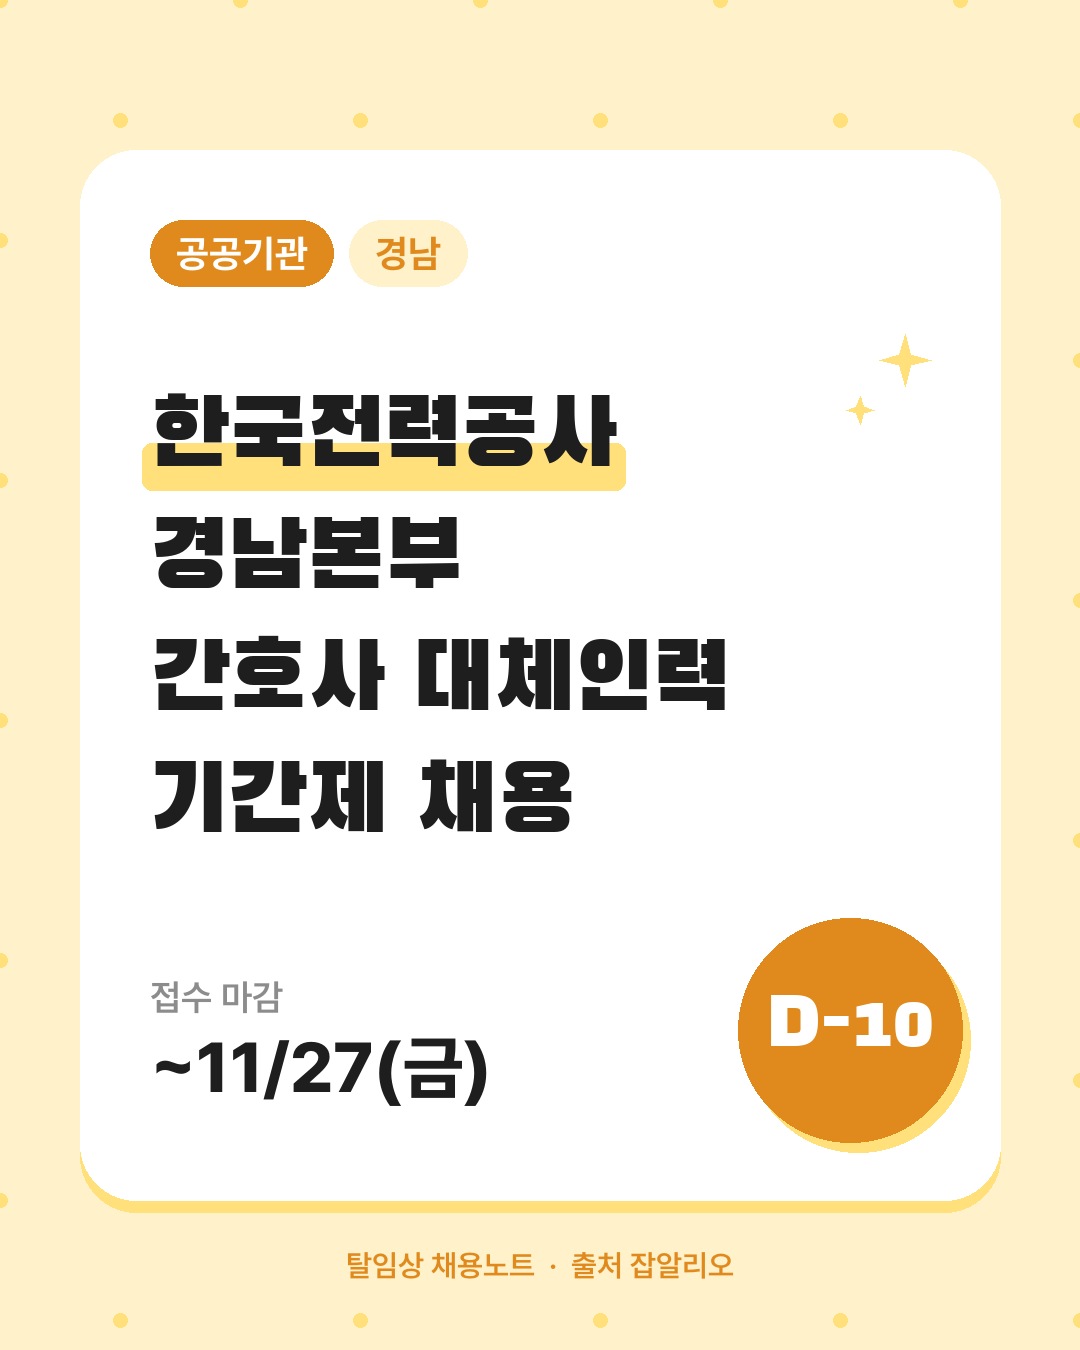 공공기관 경남
한국전력공사
경남본부
간호사 대체인력
기간제 채용
접수 마감
~11/27(금)
D-10
탈임상 채용노트 · 출처 잡알리오